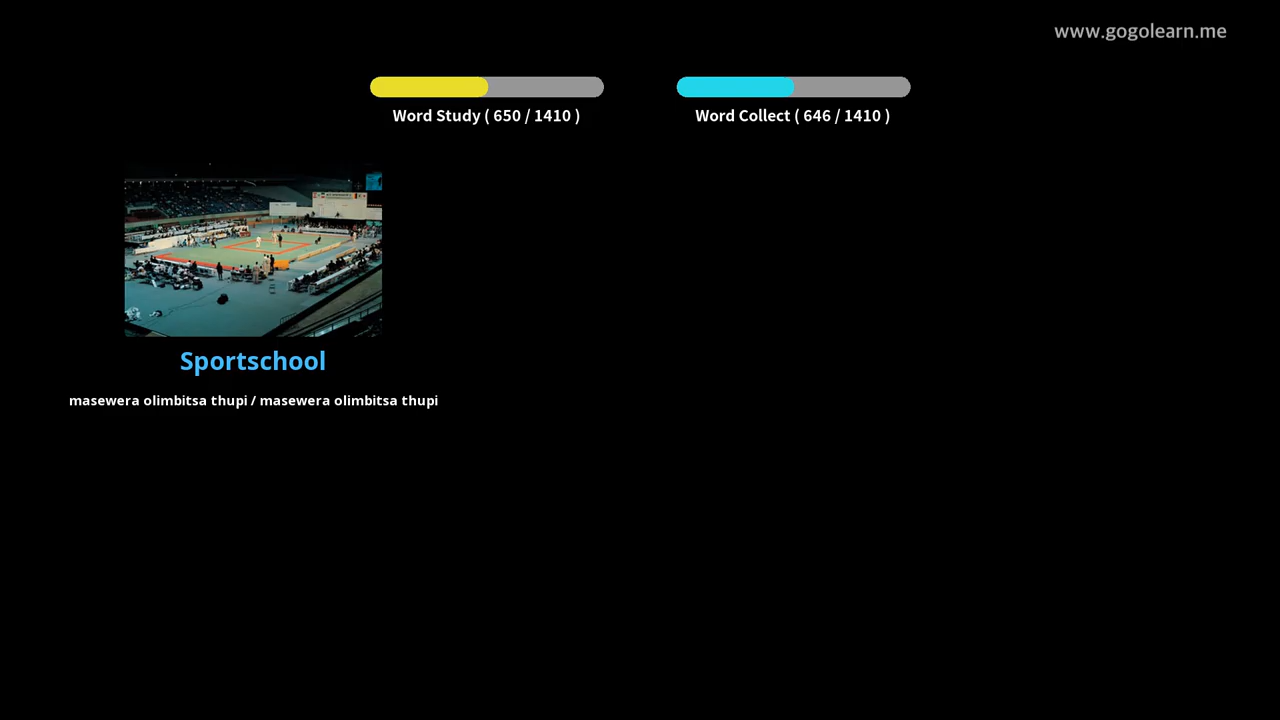 www.gogolearn.me
Word Study ( 650 / 1410 )
Word Collect ( 646 / 1410 )
Sportschool
masewera olimbitsa thupi / masewera olimbitsa thupi